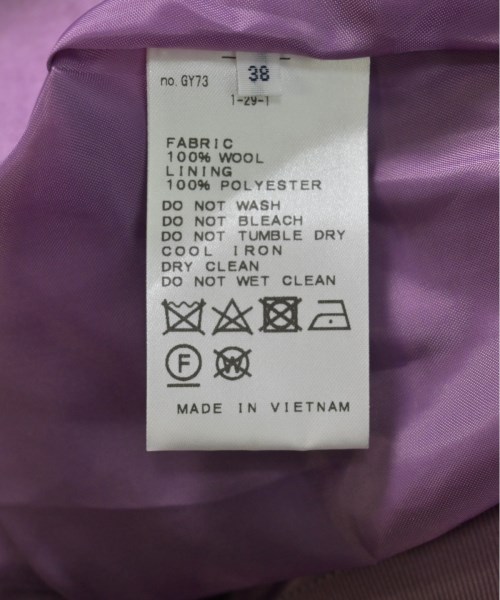 38
no. GY73
1-29-1
FABRIC
100% WOOL
LINING
100% POLYESTER
DO NOT WASH
DO NOT BLEACH
DO NOT TUMBLE DRY
COOL IRON
DRY CLEAN
DO NOT WET CLEAN
F W
MADE IN VIETNAM